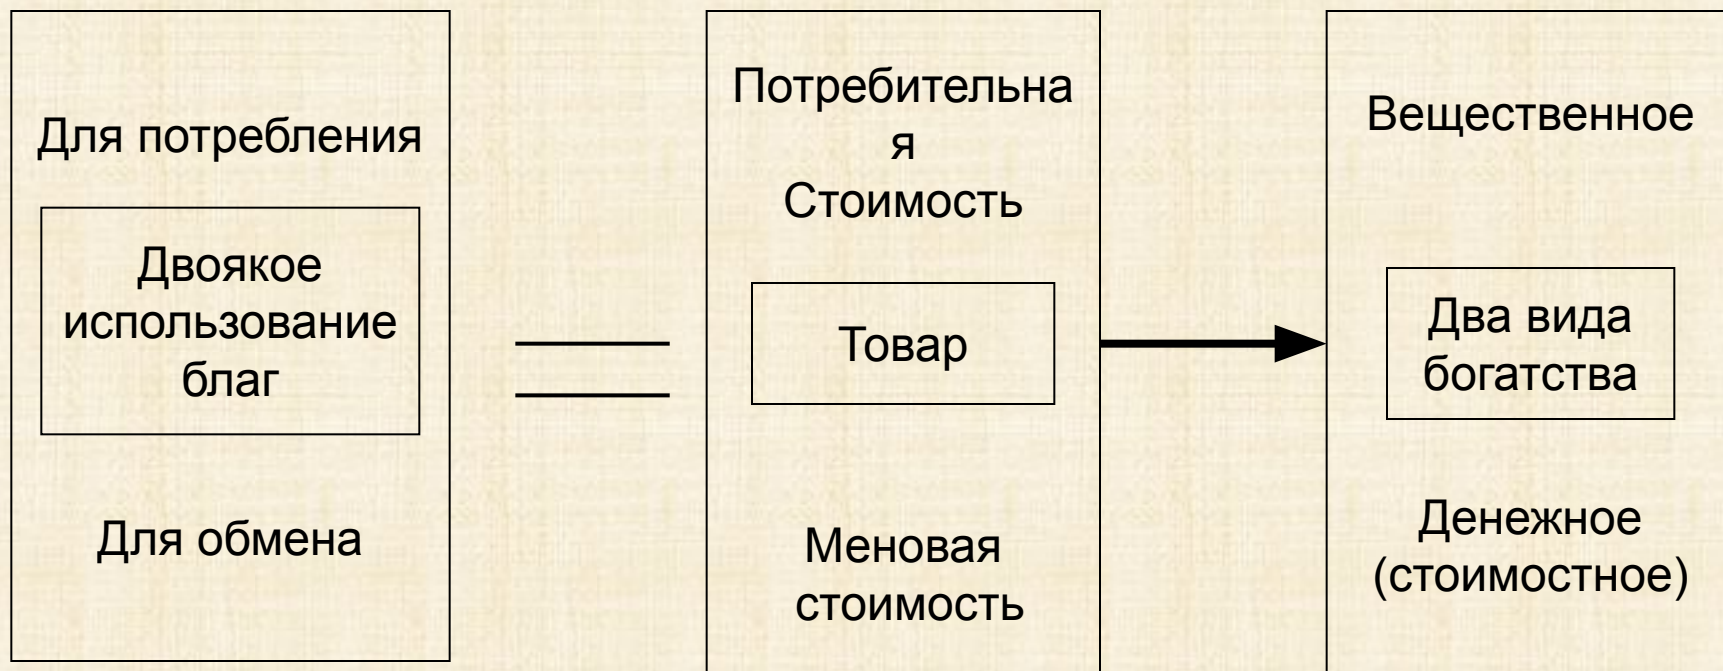 Для потребления
Двоякое
использование
благ
Для обмена
Потребительна
я
Стоимость
Товар
Меновая
стоимость
Вещественное
Два вида
богатства
Денежное
(стоимостное)